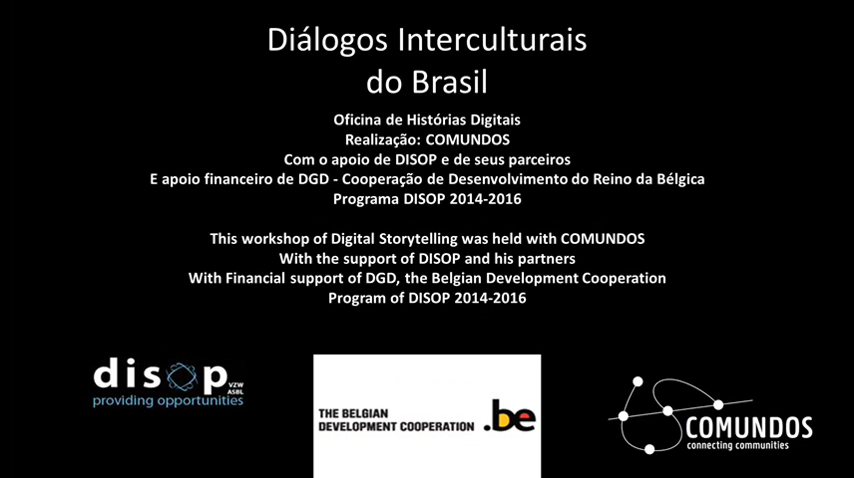 Diálogos Interculturais
do Brasil
Oficina de Histórias Digitais
Realização: COMUNDOS
Com o apoio de DISOP e de seus parceiros
E apoio financeiro de DGD - Cooperação de Desenvolvimento do Reino da Bélgica
Programa DISOP 2014-2016
This workshop of Digital Storytelling was held with COMUNDOS
With the support of DISOP and his partners
With Financial support of DGD, the Belgian Development Cooperation
Program of DISOP 2014-2016
disop
VZW
ASBL
providing opportunities
THE BELGIAN
DEVELOPMENT COOPERATION
.be
COMUNDOS
connecting communities